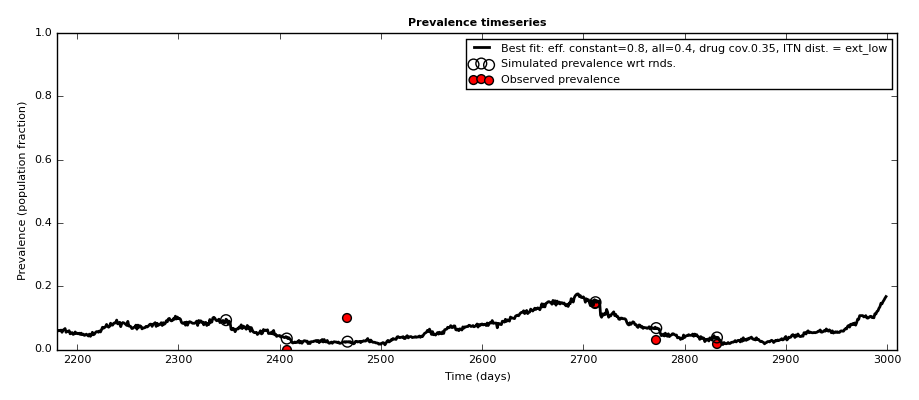 Prevalence timeseries
1.0
Best fit: eff. constant=0.8, all=0.4, drug cov.0.35, ITN dist. = ext_low
Simulated prevalence wrt rnds.
Observed prevalence
0.8
0.6
0.4
0.2
0.0
Prevalence (population fraction)
2200 2300 2400 2500 2600 2700 2800 2900 3000
Time (days)